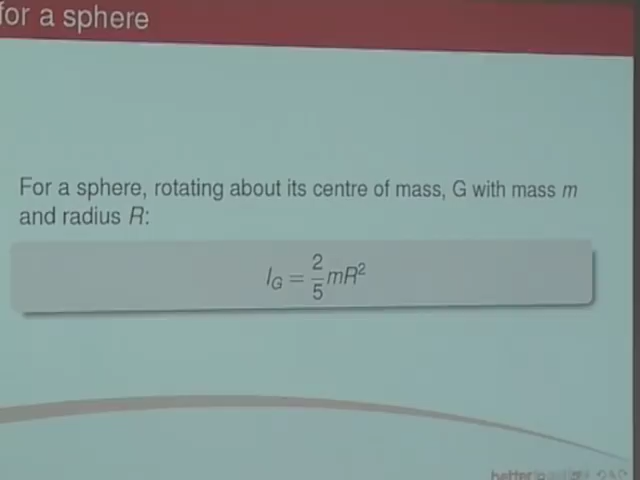 for a sphere
For a sphere, rotating about its centre of mass, G with mass m
and radius R:
I_G = \frac{2}{5} mR^2